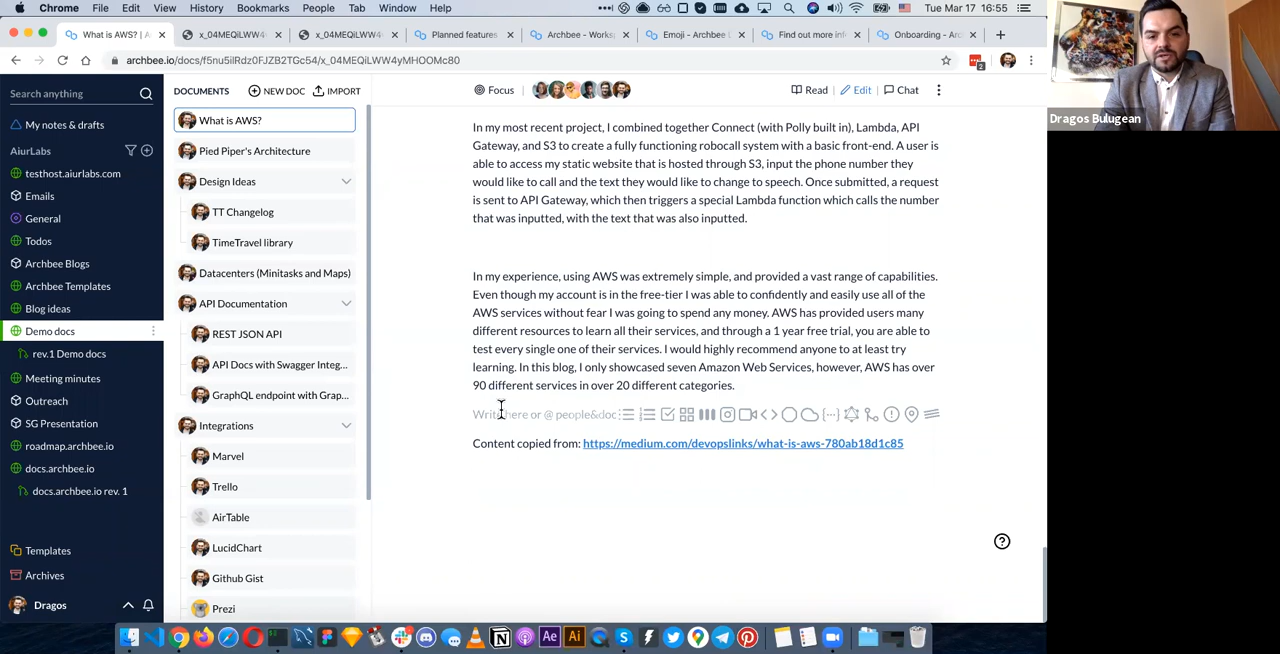 Chrome File Edit View History Bookmarks People Tab Window Help Tue Mar 17 16:55
What is AWS? | A x_04MEQiLWW4 x_04MEQiLWW4 Planned features Archbee - Works Emoji - Archbee Find out more inf Onboarding - Arc
archbee.io/docs/f5nu5ilRdz0FJZB2TGc54/x_04MEQiLWW4yMHOOMc80
2
Dragos Bulugean
Search anything
My notes & drafts
AiurLabs
testhost.aiurlabs.com
Emails
General
Todos
Archbee Blogs
Archbee Templates
Blog ideas
Demo docs
rev.1 Demo docs
Meeting minutes
Outreach
SG Presentation
roadmap.archbee.io
docs.archbee.io
docs.archbee.io rev. 1
Templates
Archives
Dragos
DOCUMENTS NEW DOC IMPORT
What is AWS?
Pied Piper's Architecture
Design Ideas
TT Changelog
TimeTravel library
Datacenters (Minitasks and Maps)
API Documentation
REST JSON API
API Docs with Swagger Integ...
GraphQL endpoint with Grap...
Integrations
Marvel
Trello
AirTable
LucidChart
Github Gist
Prezi
Focus Read Edit Chat
In my most recent project, I combined together Connect (with Polly built in), Lambda, API
Gateway, and S3 to create a fully functioning robocall system with a basic front-end. A user is
able to access my static website that is hosted through S3, input the phone number they
would like to call and the text they would like to change to speech. Once submitted, a request
is sent to API Gateway, which then triggers a special Lambda function which calls the number
that was inputted, with the text that was also inputted.
In my experience, using AWS was extremely simple, and provided a vast range of capabilities.
Even though my account is in the free-tier I was able to confidently and easily use all of the
AWS services without fear I was going to spend any money. AWS has provided users many
different resources to learn all their services, and through a 1 year free trial, you are able to
test every single one of their services. I would highly recommend anyone to at least try
learning. In this blog, I only showcased seven Amazon Web Services, however, AWS has over
90 different services in over 20 different categories.
Write here or @ people&doc
Content copied from: https://medium.com/devopslinks/what-is-aws-780ab18d1c85
Ae Ai